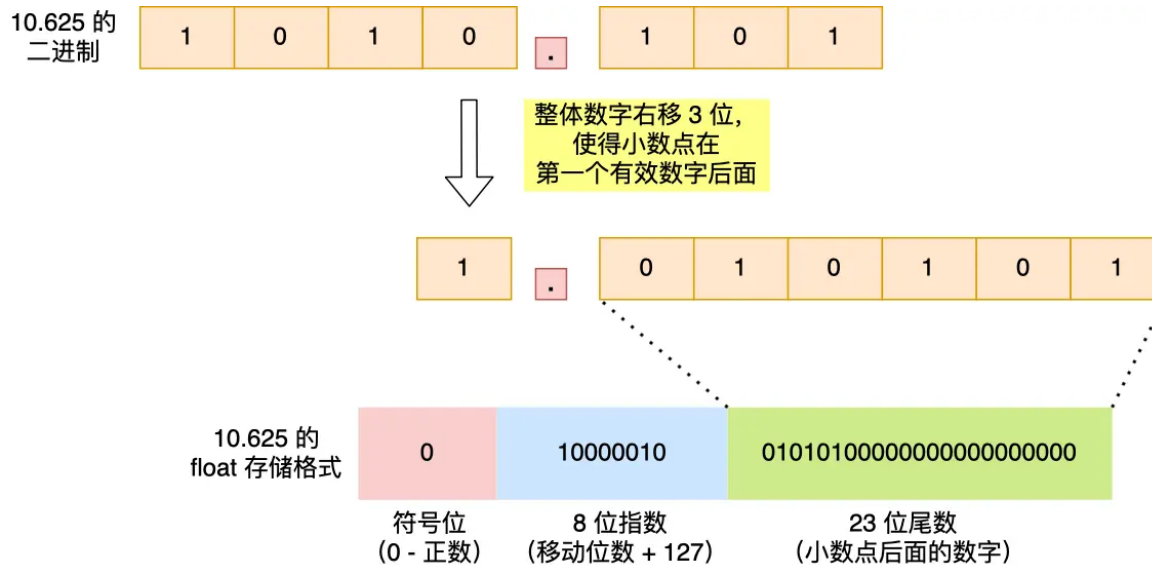 10.625 的
二进制
1 0 1 0 . 1 0 1
整体数字右移 3 位，
使得小数点在
第一个有效数字后面
1 . 0 1 0 1 0 1
10.625 的
float 存储格式
0 10000010 01010100000000000000000
符号位
（0 - 正数）
8 位指数
（移动位数 + 127）
23 位尾数
（小数点后面的数字）